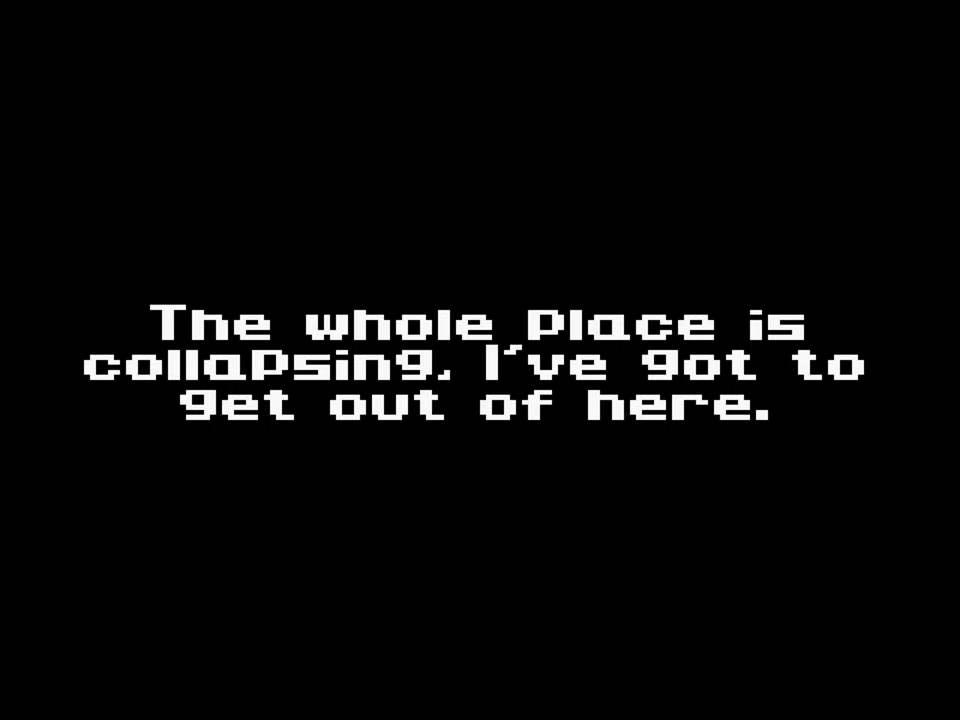 The whole place is
collapsing, I've got to
get out of here.